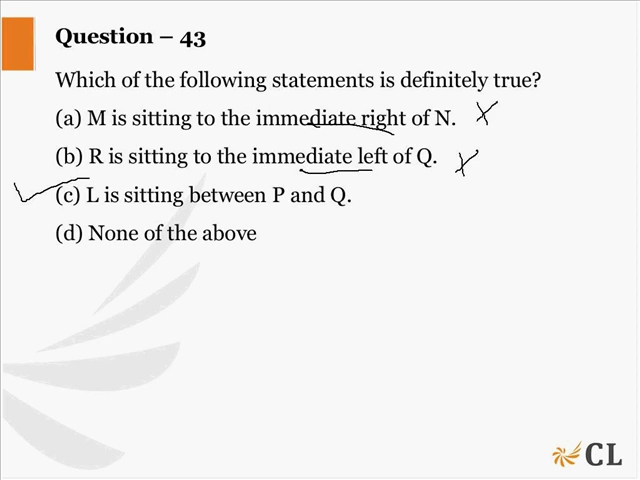 Question – 43
Which of the following statements is definitely true?
(a) M is sitting to the immediate right of N.
(b) R is sitting to the immediate left of Q.
(c) L is sitting between P and Q.
(d) None of the above
CL